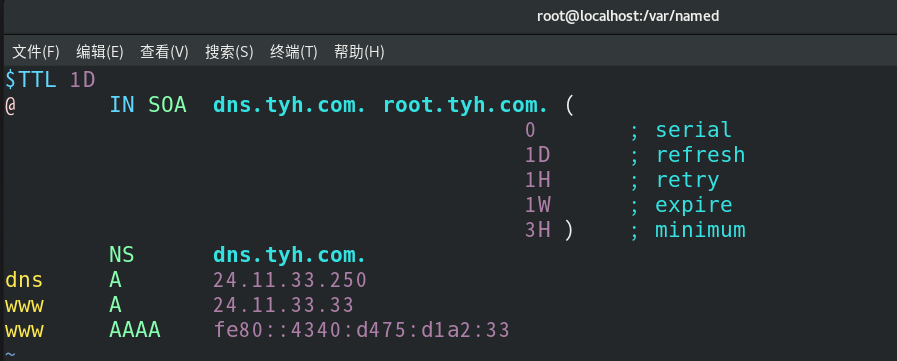 root@localhost:/var/named
文件(F) 编辑(E) 查看(V) 搜索(S) 终端(T) 帮助(H)
$TTL 1D
@ IN SOA dns.tyh.com. root.tyh.com. (
0 ; serial
1D ; refresh
1H ; retry
1W ; expire
3H ) ; minimum
NS dns.tyh.com.
dns A 24.11.33.250
www A 24.11.33.33
www AAAA fe80::4340:d475:d1a2:33
~